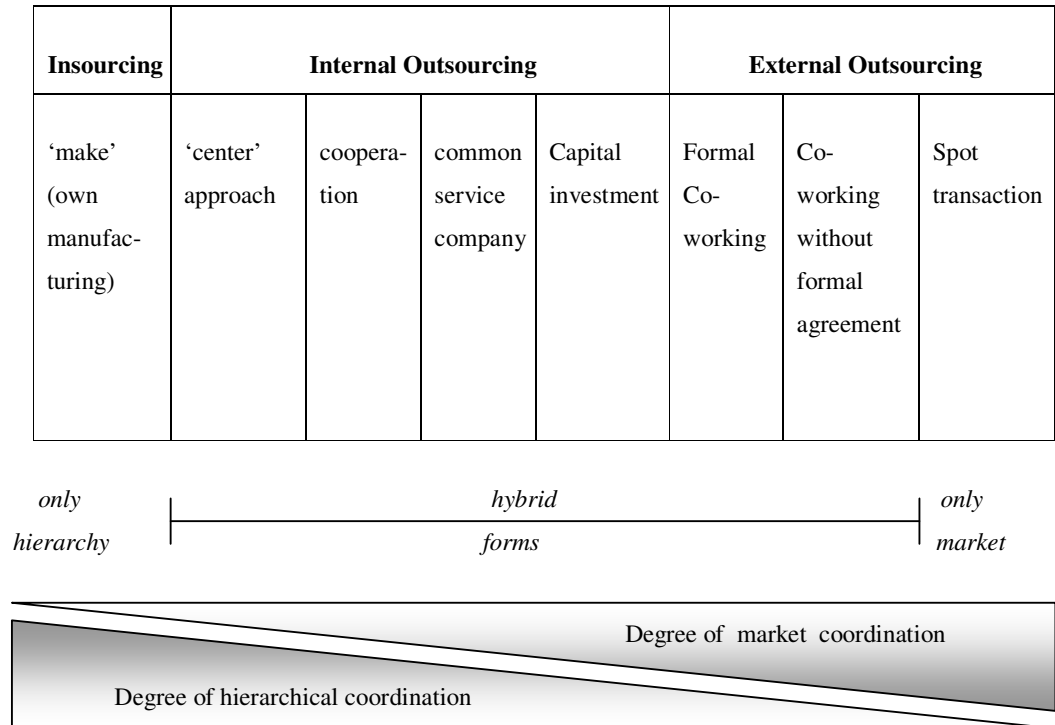 Insourcing
Internal Outsourcing
External Outsourcing
‘make’
(own
manufac-
turing)
‘center’
approach
coopera-
tion
common
service
company
Capital
investment
Formal
Co-
working
Co-
working
without
formal
agreement
Spot
transaction
only
hierarchy
hybrid
forms
only
market
Degree of market coordination
Degree of hierarchical coordination